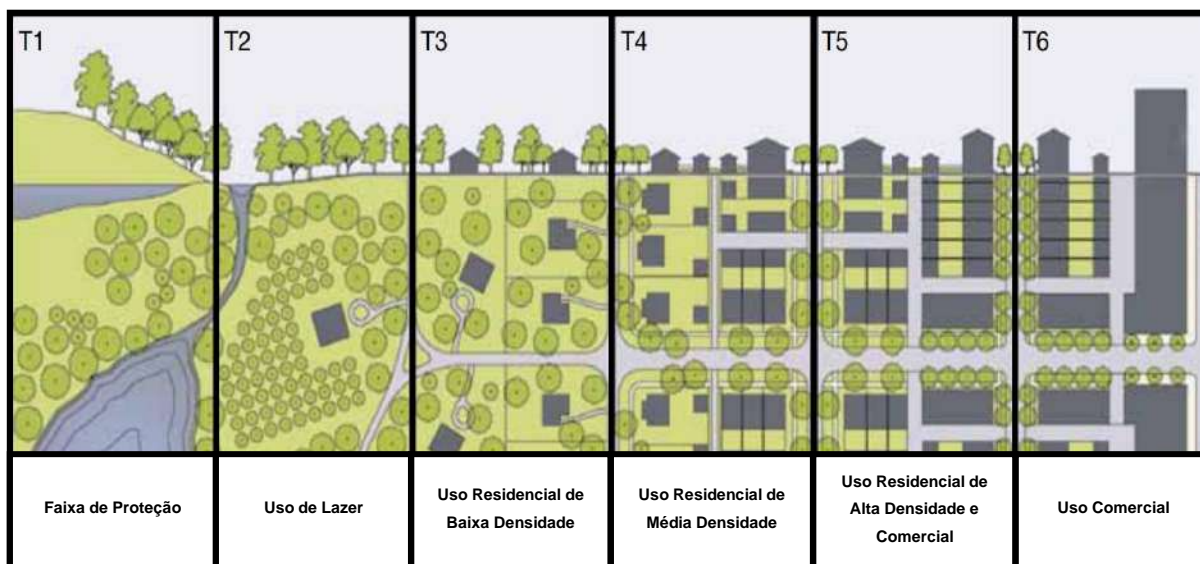 T1
T2
T3
T4
T5
T6
Faixa de Proteção
Uso de Lazer
Uso Residencial de
Baixa Densidade
Uso Residencial de
Média Densidade
Uso Residencial de
Alta Densidade e
Comercial
Uso Comercial